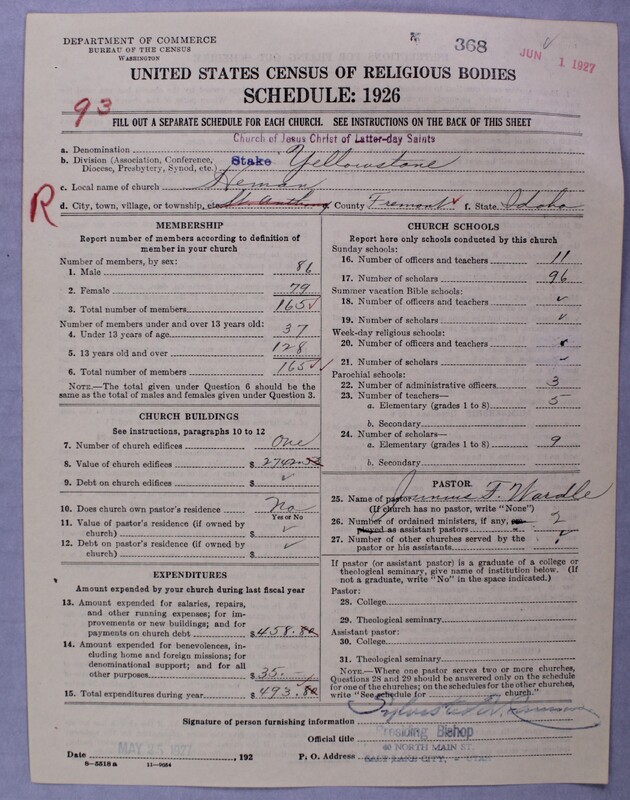 DEPARTMENT OF COMMERCE
BUREAU OF THE CENSUS
WASHINGTON
368
JUN 1 1927
UNITED STATES CENSUS OF RELIGIOUS BODIES
SCHEDULE: 1926
93
FILL OUT A SEPARATE SCHEDULE FOR EACH CHURCH. SEE INSTRUCTIONS ON THE BACK OF THIS SHEET
Church of Jesus Christ of Latter-day Saints
a. Denomination
b. Division (Association, Conference, Diocese, Presbytery, Synod, etc.) Stake Yellowstone
c. Local name of church Heman
R
d. City, town, village, or township, etc. St. Anthony County Fremont f. State Idaho
MEMBERSHIP
Report number of members according to definition of
member in your church
Number of members, by sex:
1. Male 86
2. Female 79
3. Total number of members 165
Number of members under and over 13 years old:
4. Under 13 years of age 37
5. 13 years old and over 128
6. Total number of members 165
NOTE.—The total given under Question 6 should be
same as the total of males and females given under Question 3.
CHURCH BUILDINGS
See instructions, paragraphs 10 to 12
7. Number of church edifices One
8. Value of church edifices $ 2742.52
9. Debt on church edifices $ ✓
10. Does church own pastor's residence No
Yes or No
11. Value of pastor's residence (if owned by
church) $ ✓
12. Debt on pastor's residence (if owned by
church) $ ✓
EXPENDITURES
Amount expended by your church during last fiscal year
13. Amount expended for salaries, repairs,
and other running expenses; for im-
provements or new buildings; and for
payments on church debt $ 458.80
14. Amount expended for benevolences, in-
cluding home and foreign missions; for
denominational support; and for all
other purposes $ 35.—
15. Total expenditures during year $ 493.80
CHURCH SCHOOLS
Report here only schools conducted by this church
Sunday schools:
16. Number of officers and teachers 11
17. Number of scholars 96
Summer vacation Bible schools:
18. Number of officers and teachers ✓
19. Number of scholars ✓
Week-day religious schools:
20. Number of officers and teachers
21. Number of scholars
Parochial schools:
22. Number of administrative officers 3
23. Number of teachers—
a. Elementary (grades 1 to 8) 5
b. Secondary
24. Number of scholars—
a. Elementary (grades 1 to 8) 9
b. Secondary
PASTOR
25. Name of pastor Junius F. Wardle
(If church has no pastor, write "None")
26. Number of ordained ministers, if any, em-
ployed as assistant pastors 2
27. Number of other churches served by the
pastor or his assistants
If pastor (or assistant pastor) is a graduate of a college or
theological seminary, give name of institution below. (If
not a graduate, write "No" in the space indicated.)
Pastor:
28. College
29. Theological seminary
Assistant pastor:
30. College
31. Theological seminary
NOTE.—Where one pastor serves two or more churches,
Questions 28 and 29 should be answered only on the schedule
for one of the churches; on the schedules for the other churches,
write "See schedule for church."
Signature of person furnishing information Sylvester Q. Cannon
Official title Presiding Bishop
40 NORTH MAIN ST.
Date MAY 25 1927, 192 P. O. Address SALT LAKE CITY, UTAH
8—5518 a 11—9054